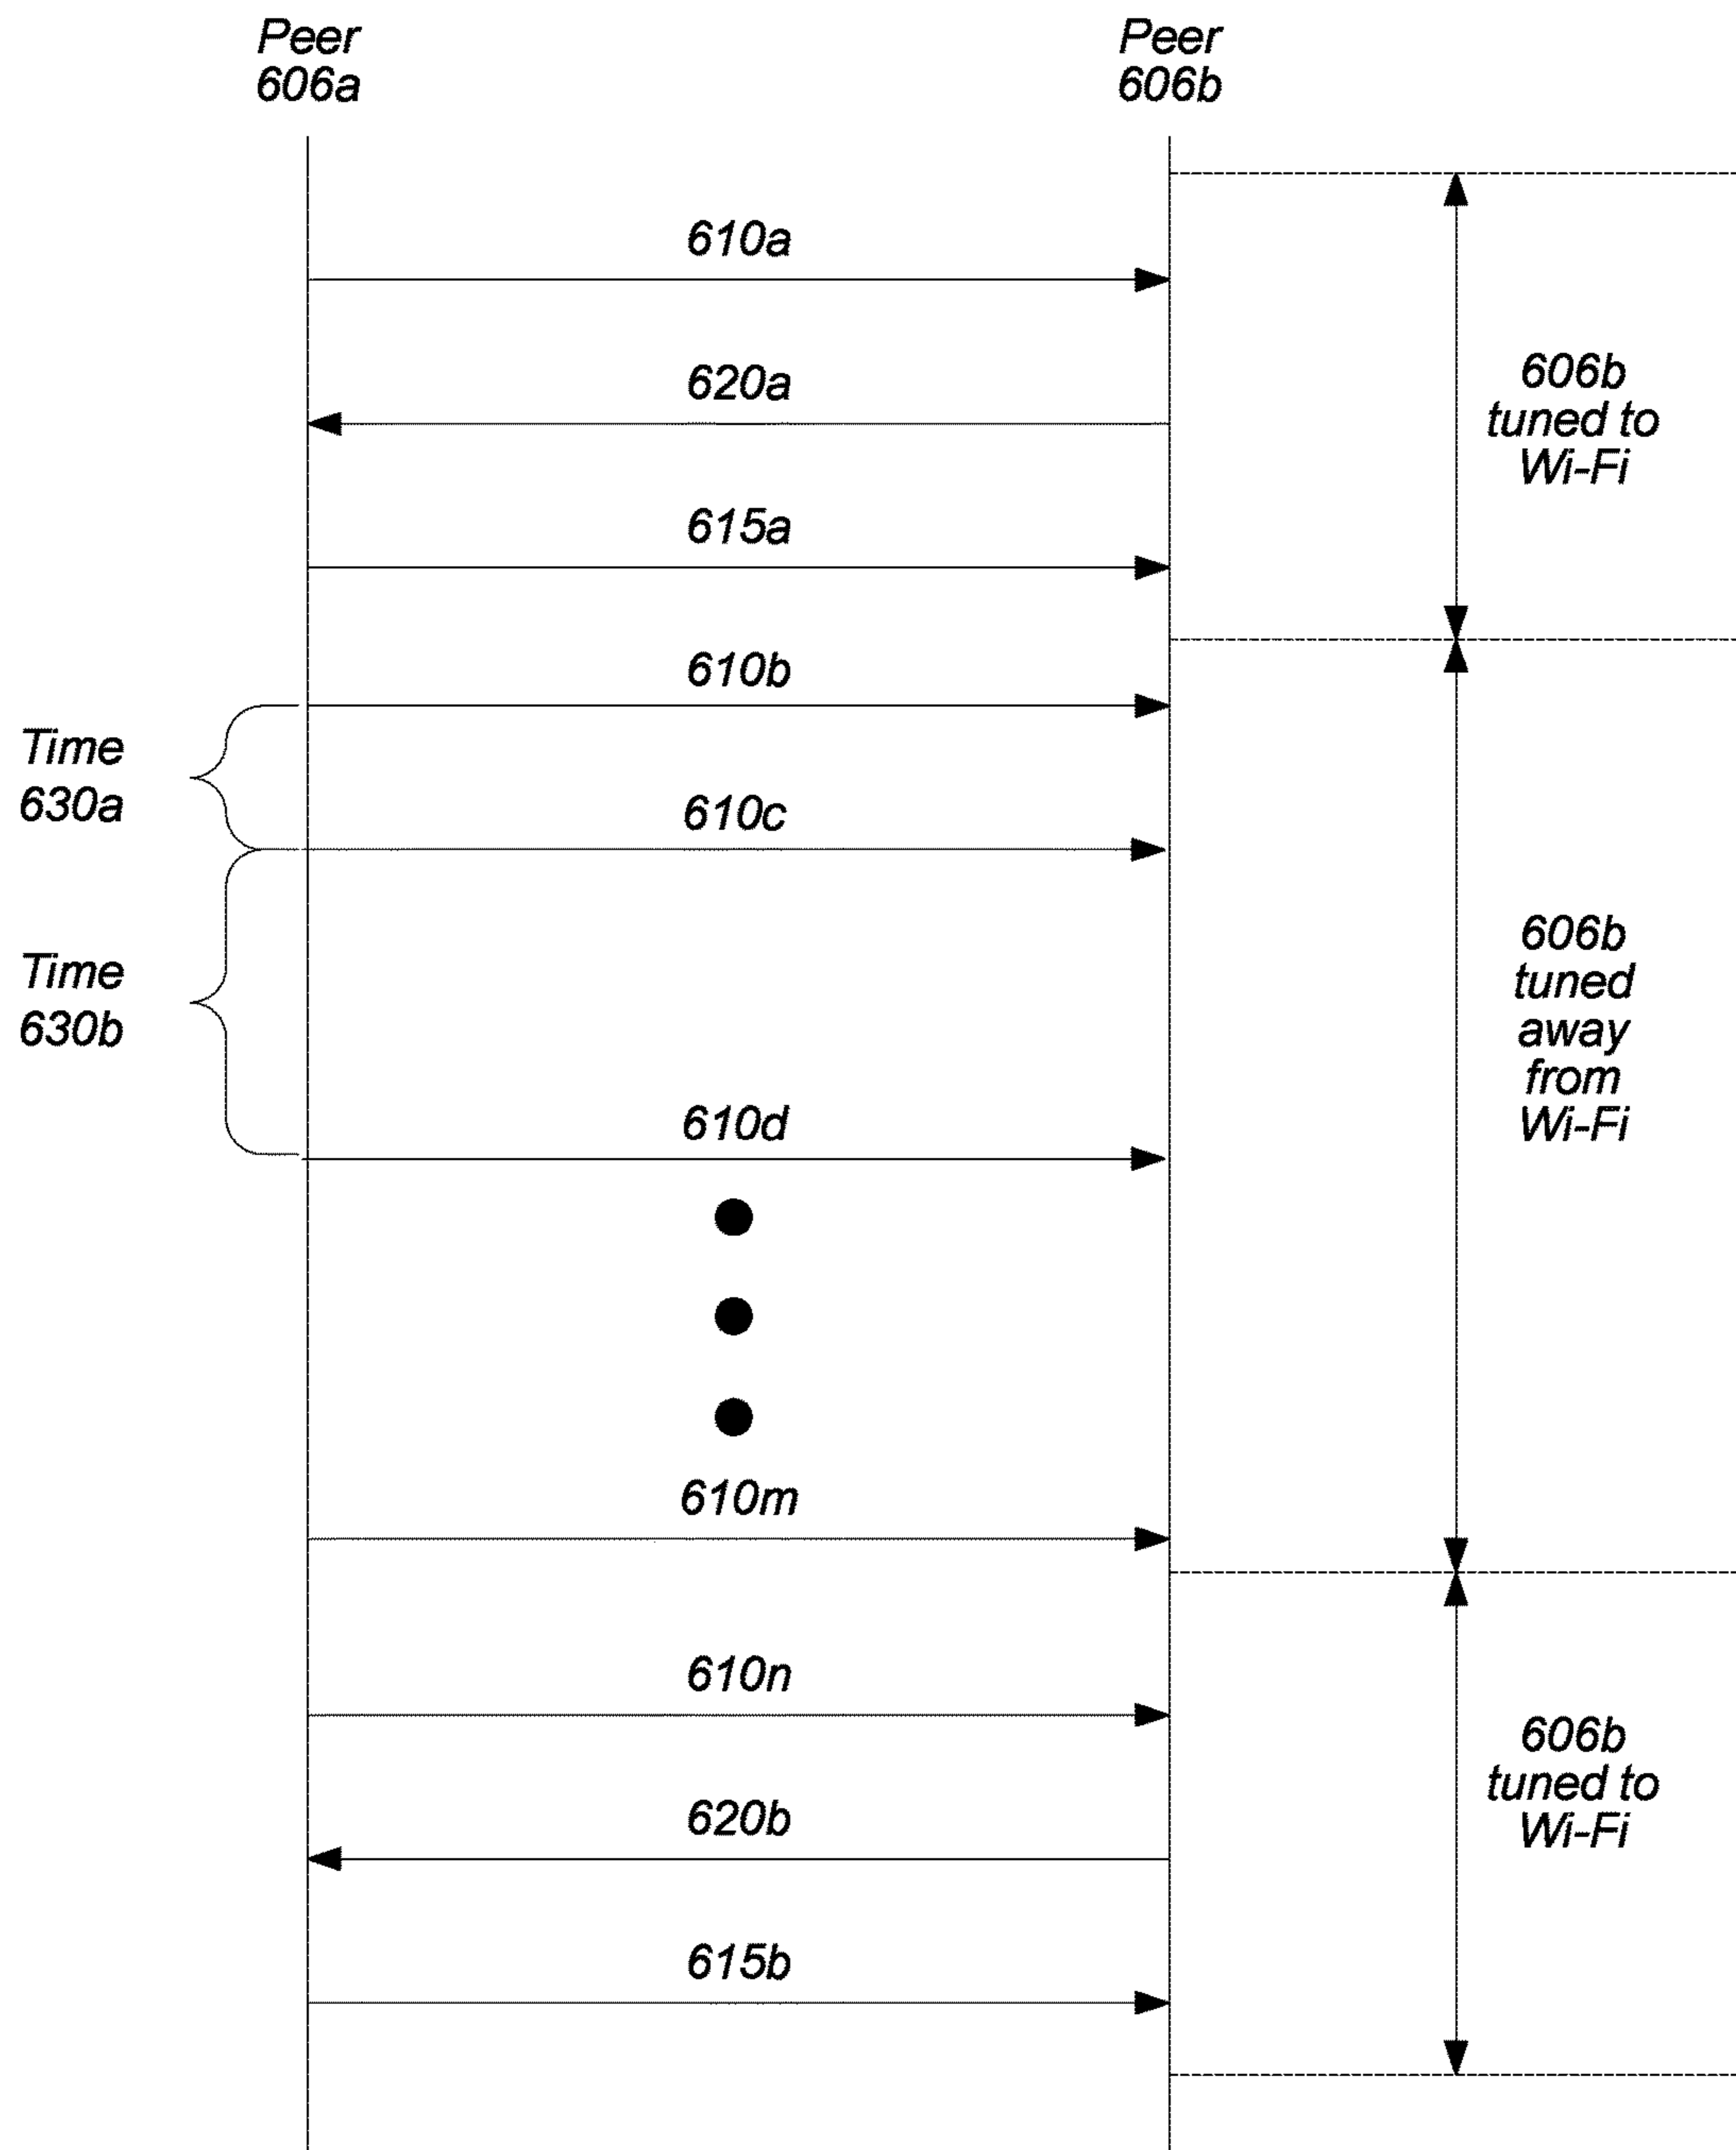 Peer
606a
Peer
606b
610a
620a
606b
tuned to
Wi-Fi
615a
610b
Time
630a
610c
606b
tuned
away
from
Wi-Fi
Time
630b
610d
610m
610n
606b
tuned to
Wi-Fi
620b
615b